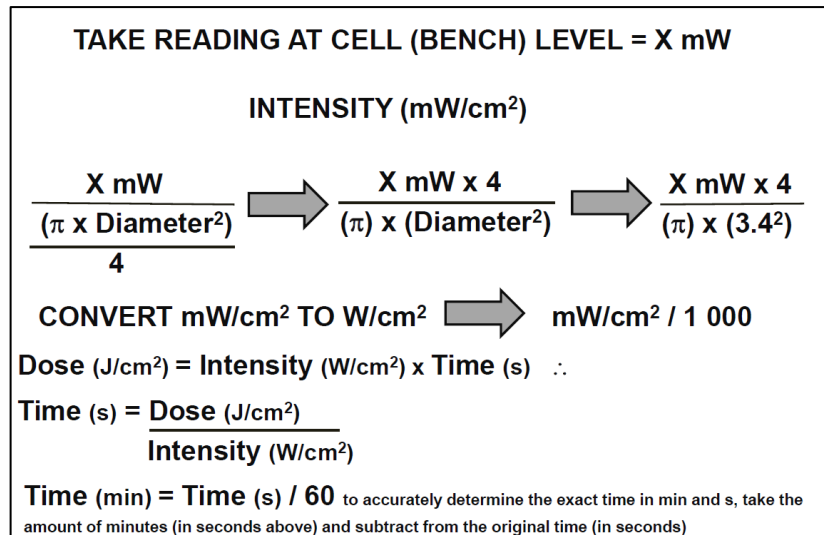 TAKE READING AT CELL (BENCH) LEVEL = X mW
INTENSITY (mW/cm²)
X mW
(π x Diameter²)
4
X mW x 4
(π) x (Diameter²)
X mW x 4
(π) x (3.4²)
CONVERT mW/cm² TO W/cm²
mW/cm² / 1 000
Dose (J/cm²) = Intensity (W/cm²) x Time (s) ∴
Time (s) = Dose (J/cm²)
Intensity (W/cm²)
Time (min) = Time (s) / 60 to accurately determine the exact time in min and s, take the
amount of minutes (in seconds above) and subtract from the original time (in seconds)